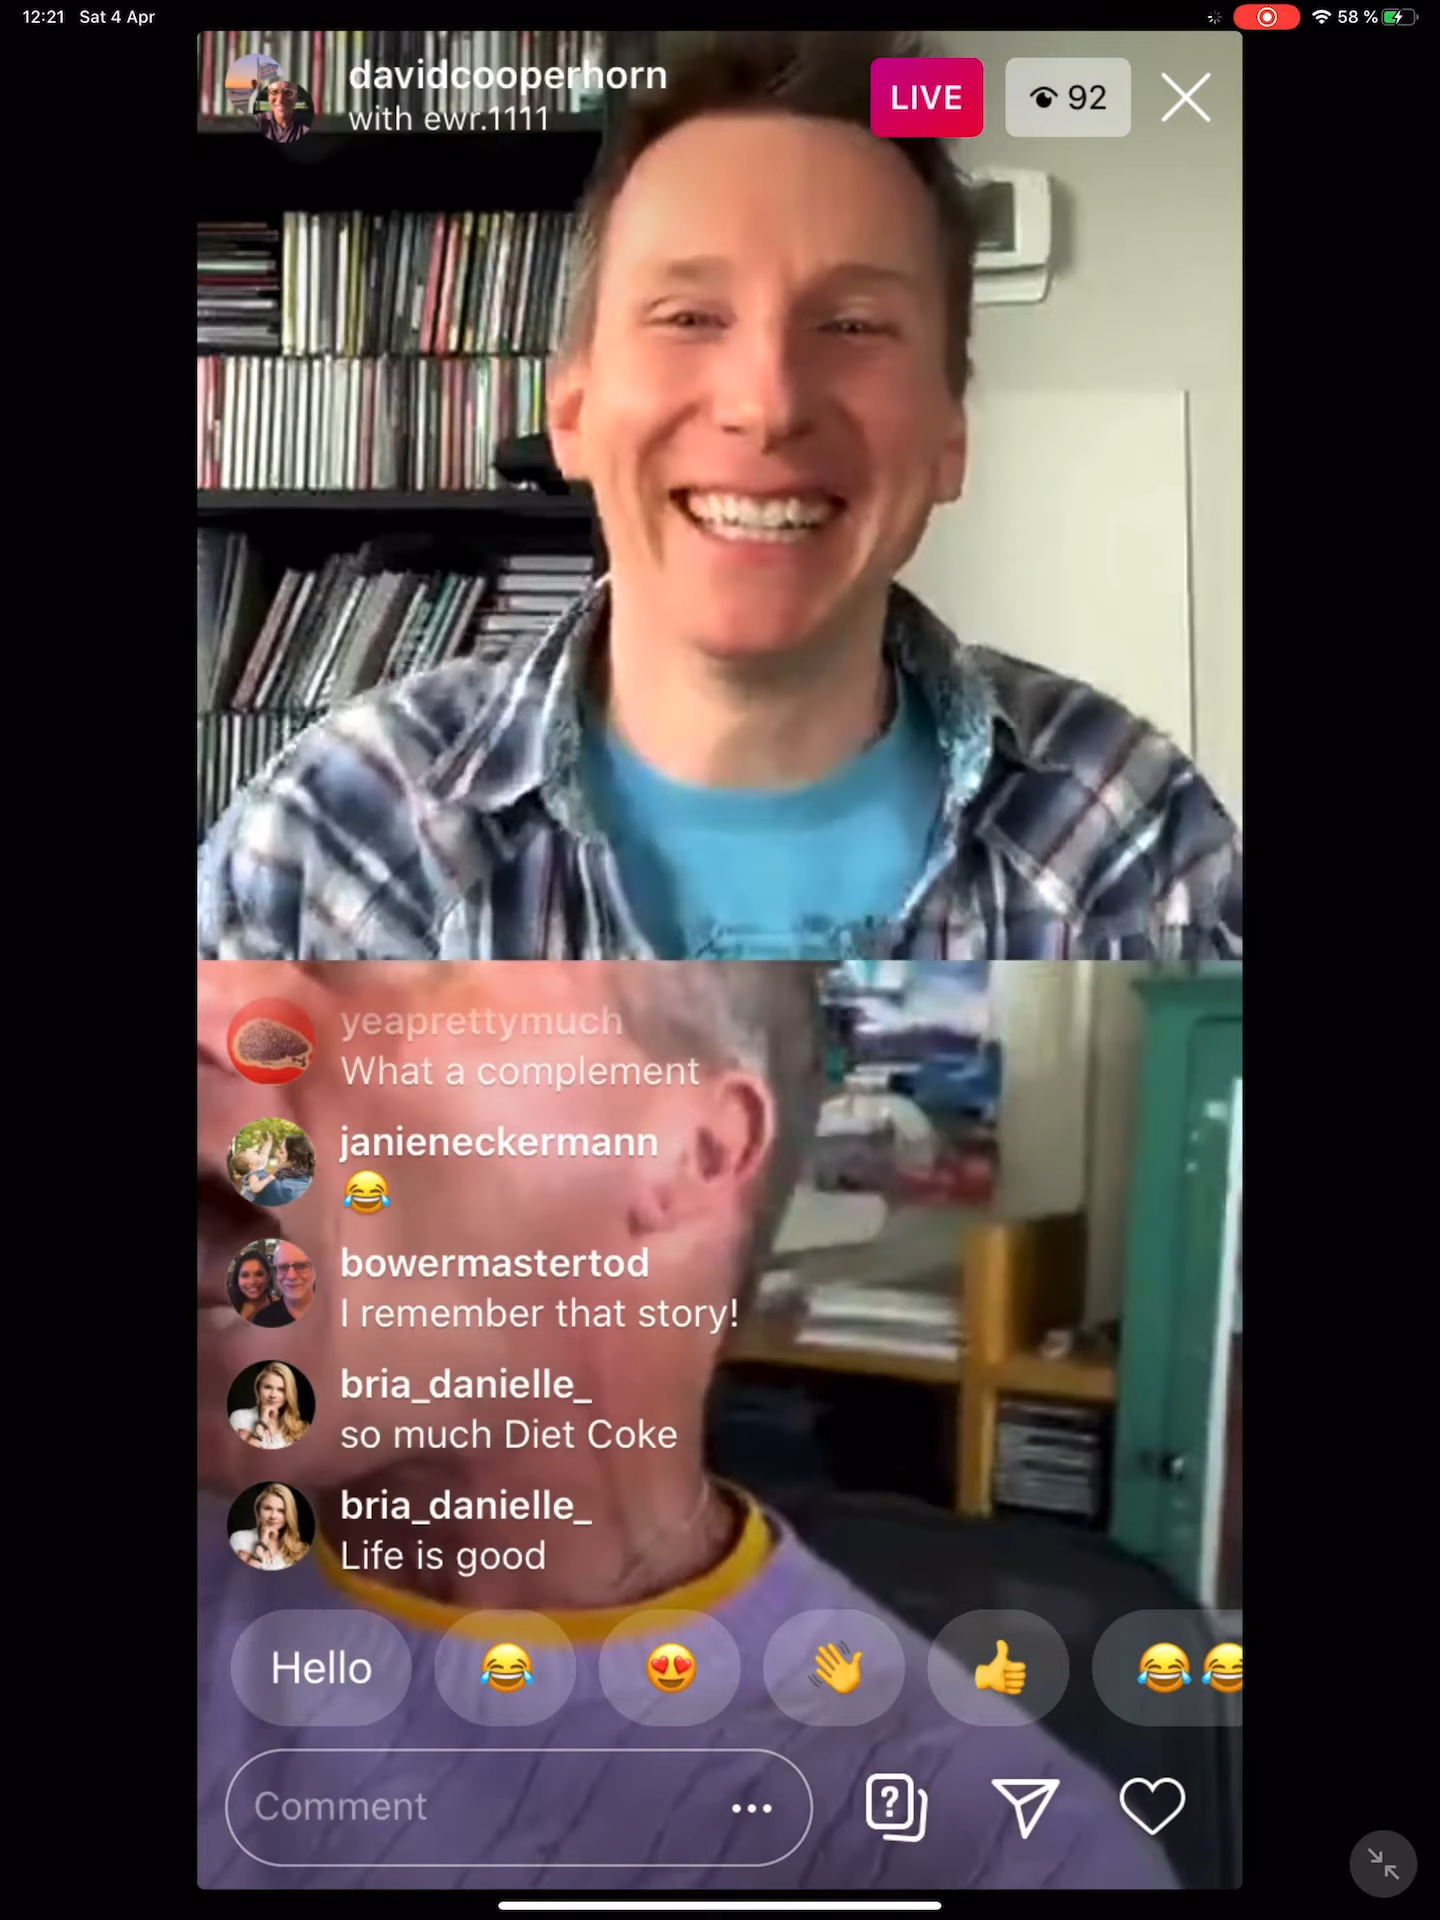 12:21 Sat 4 Apr 58 %
davidcooperhorn
with ewr.1111
LIVE
92
yeaprettymuch
What a complement
janieneckermann
😂
bowermastertod
I remember that story!
bria_danielle_
so much Diet Coke
bria_danielle_
Life is good
Hello 😂 😍 👋 👍 😂😂
Comment